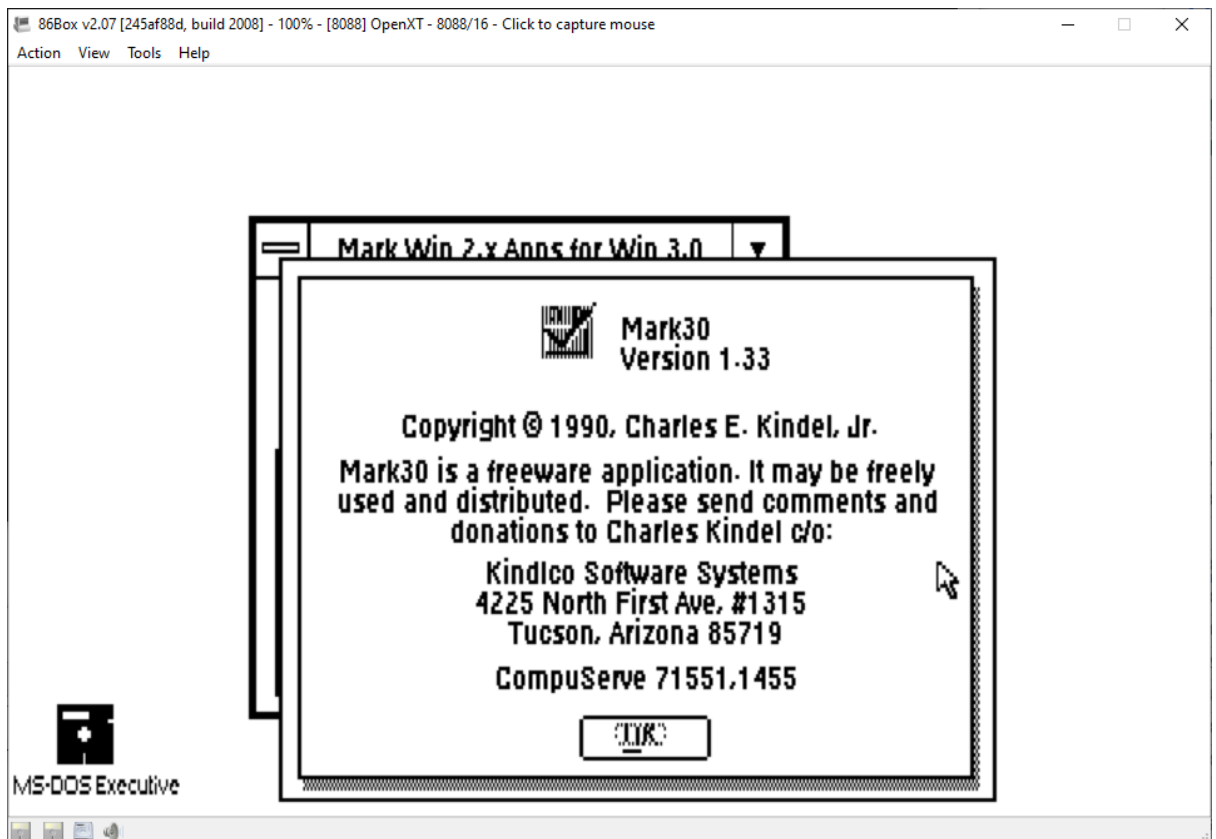 86Box v2.07 [245af88d, build 2008] - 100% - [8088] OpenXT - 8088/16 - Click to capture mouse
Action View Tools Help
Mark Win 2.x Apps for Win 3.0
Mark30
Version 1.33
Copyright © 1990, Charles E. Kindel, Jr.
Mark30 is a freeware application. It may be freely
used and distributed. Please send comments and
donations to Charles Kindel c/o:
Kindlco Software Systems
4225 North First Ave, #1315
Tucson, Arizona 85719
CompuServe 71551,1455
OK
MS-DOS Executive